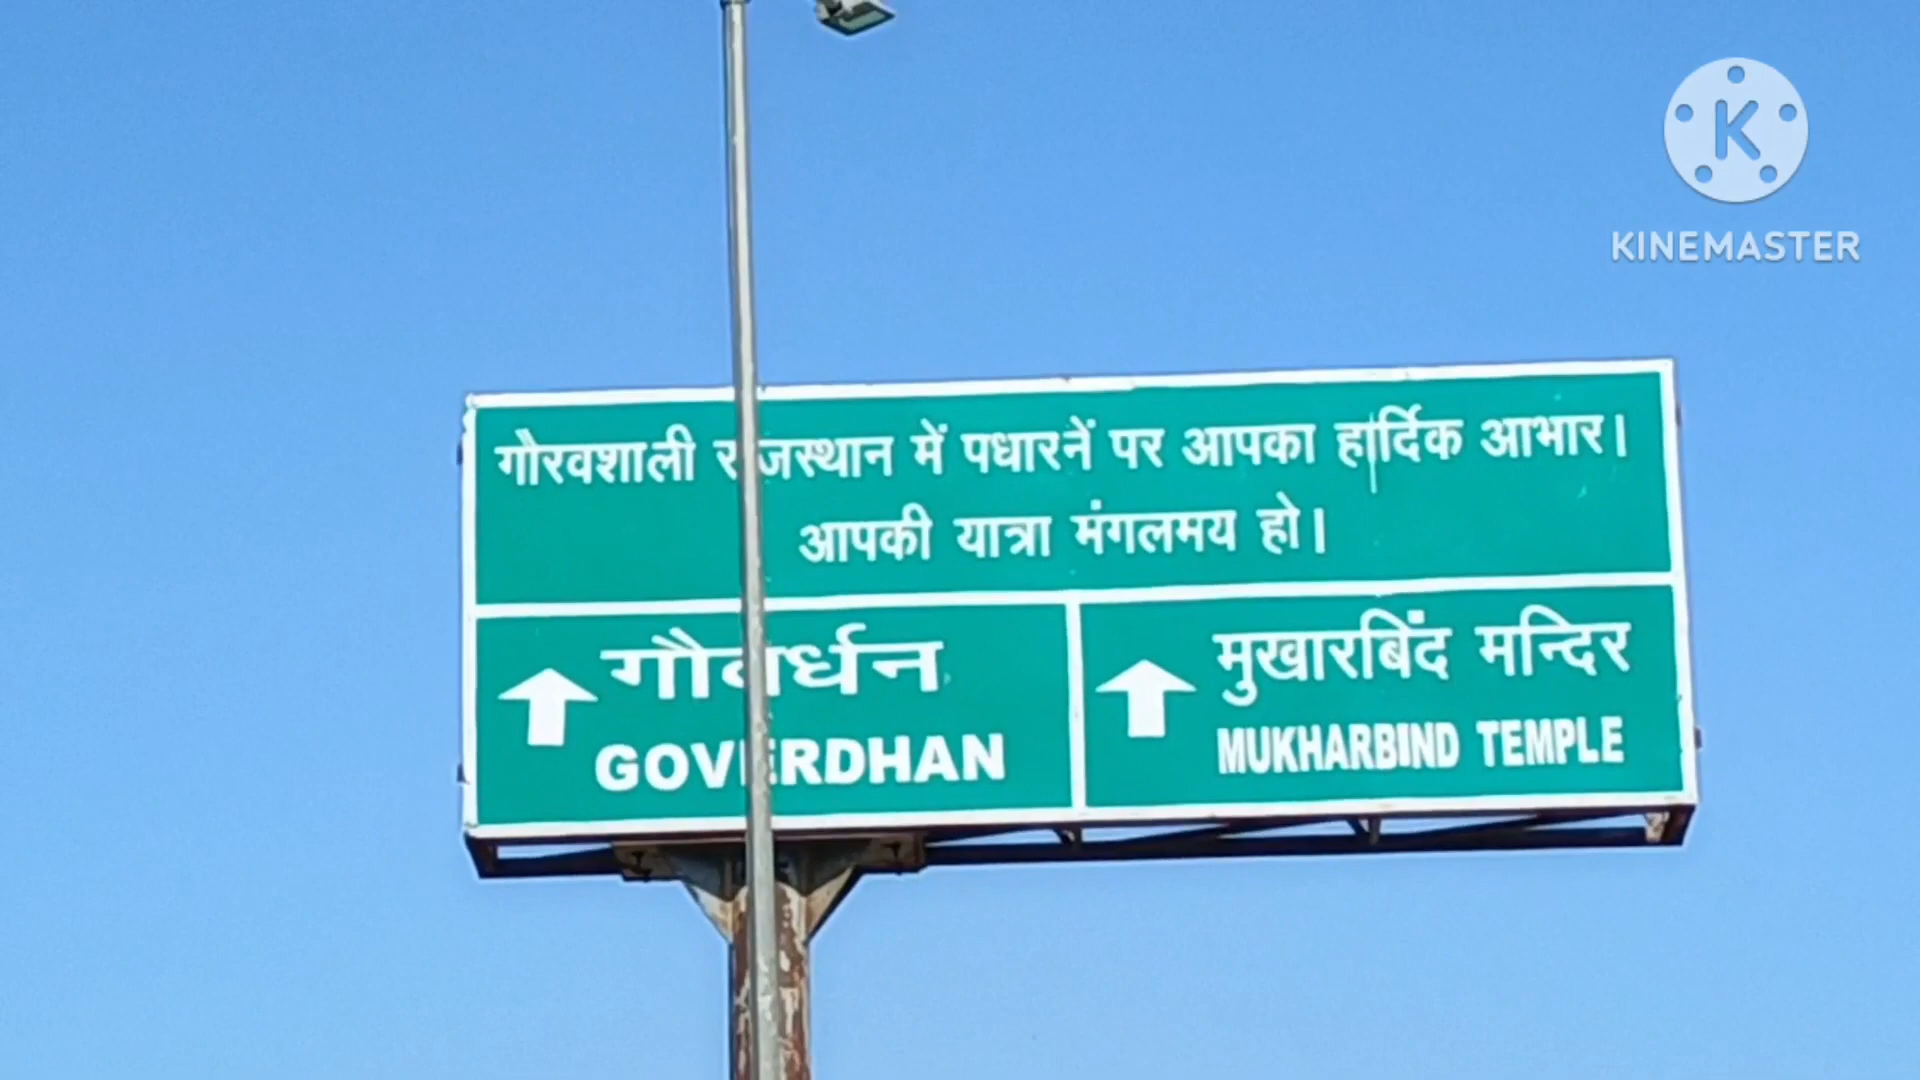 KINEMASTER
गौरवशाली राजस्थान में पधारनें पर आपका हार्दिक आभार।
आपकी यात्रा मंगलमय हो।
गौवर्धन
GOVERDHAN
मुखारबिंद मन्दिर
MUKHARBIND TEMPLE